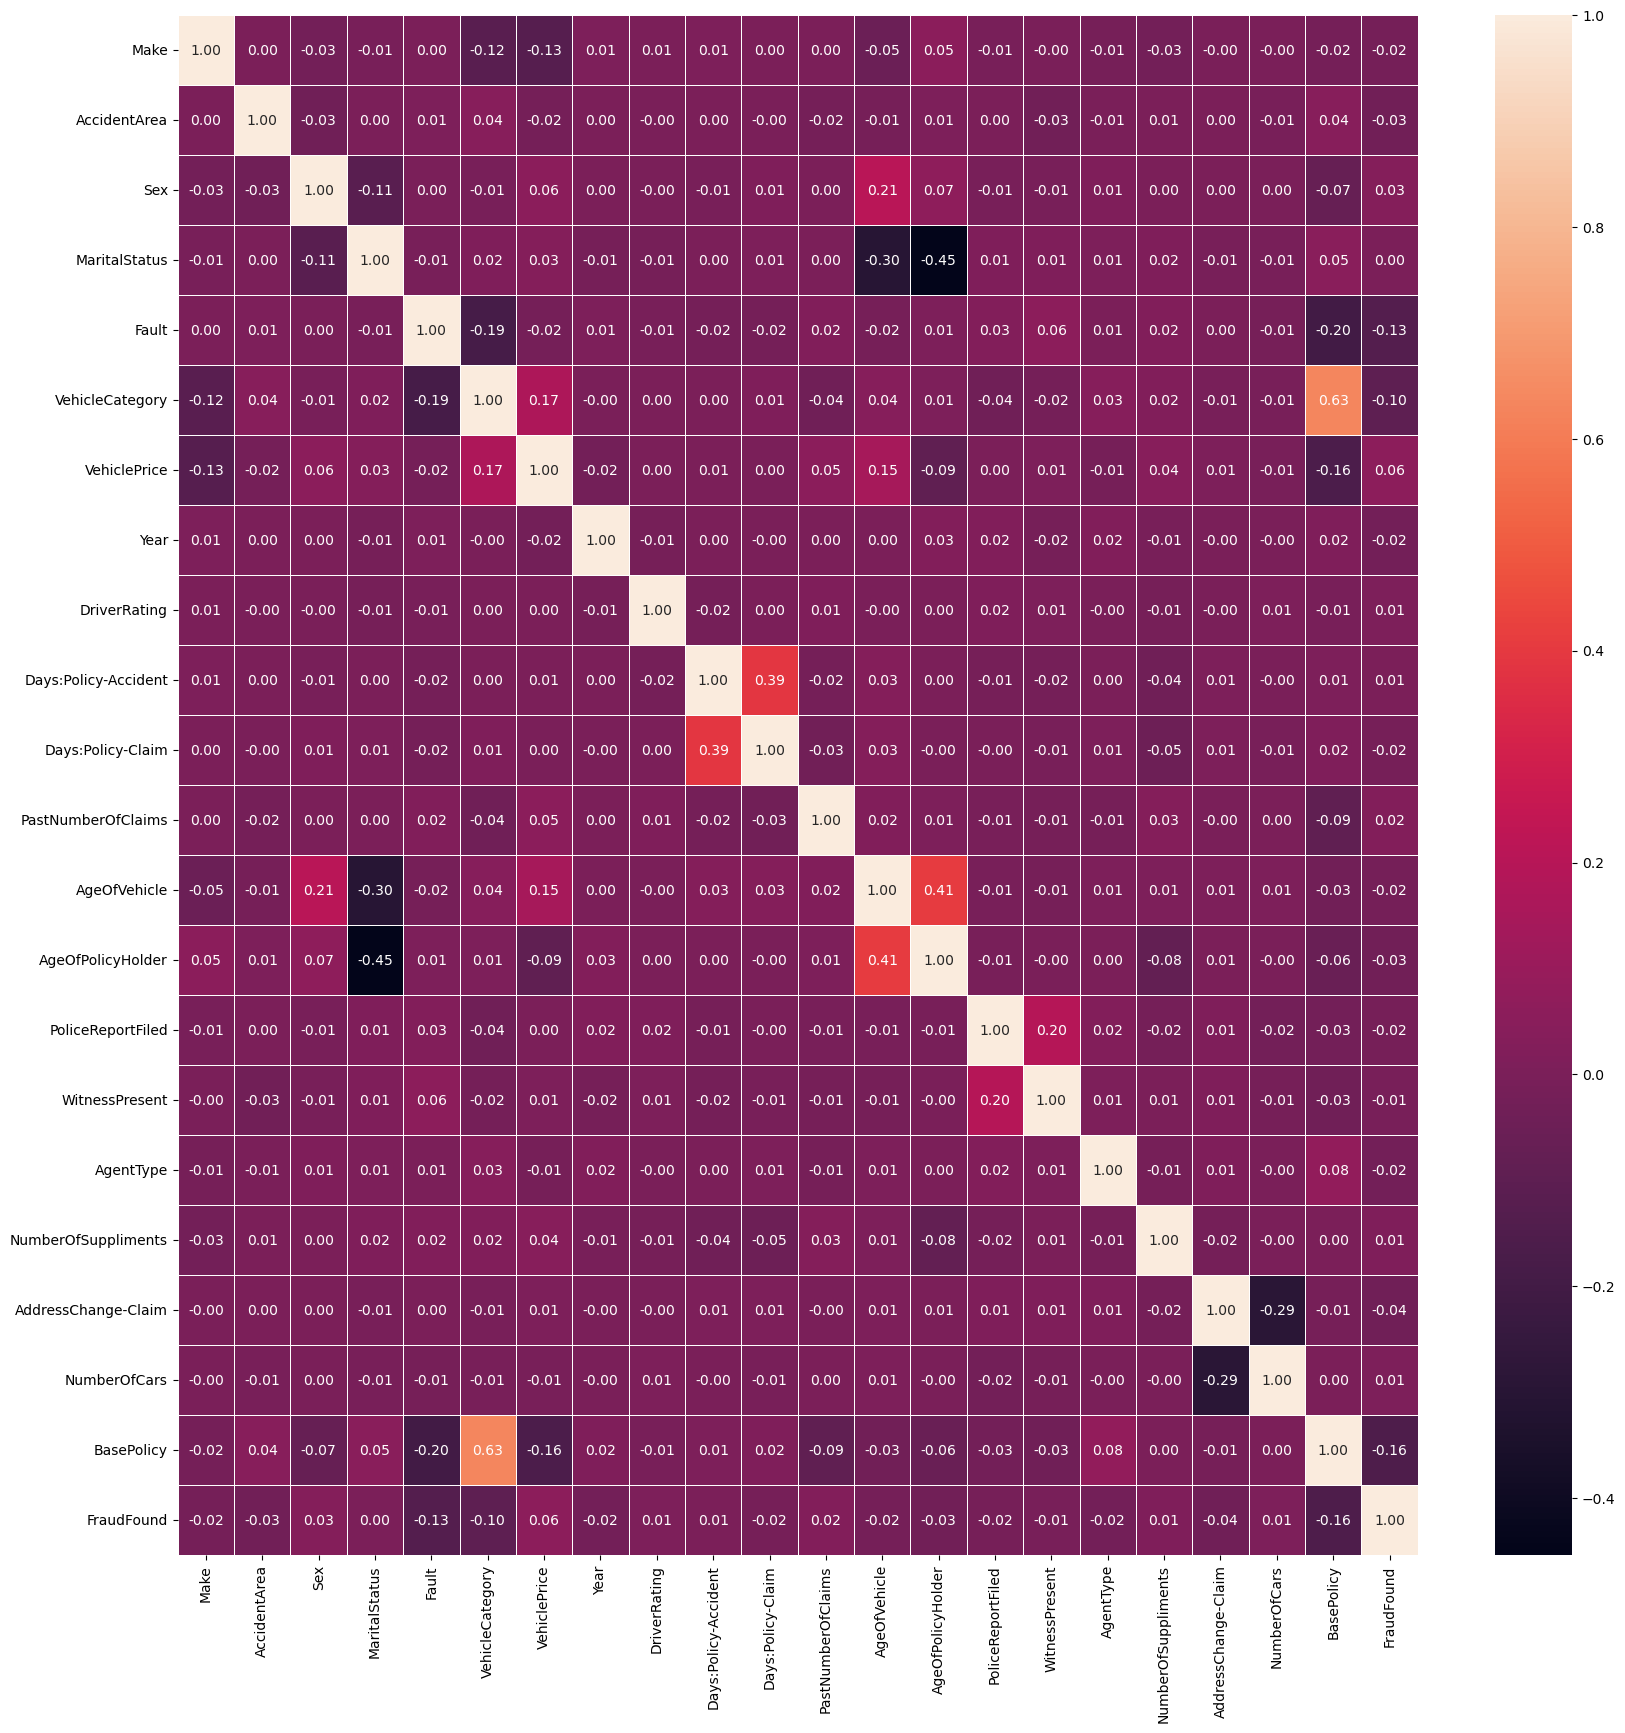 Make 1.00 0.00 -0.03 -0.01 0.00 -0.12 -0.13 0.01 0.01 0.01 0.00 0.00 -0.05 0.05 -0.01 -0.00 -0.01 -0.03 -0.00 -0.00 -0.02 -0.02
AccidentArea 0.00 1.00 -0.03 0.00 0.01 0.04 -0.02 0.00 -0.00 0.00 -0.00 -0.02 -0.01 0.01 0.00 -0.03 -0.01 0.01 0.00 -0.01 0.04 -0.03
Sex -0.03 -0.03 1.00 -0.11 0.00 -0.01 0.06 0.00 -0.00 -0.01 0.01 0.00 0.21 0.07 -0.01 -0.01 0.01 0.00 0.00 0.00 -0.07 0.03
MaritalStatus -0.01 0.00 -0.11 1.00 -0.01 0.02 0.03 -0.01 -0.01 0.00 0.01 0.00 -0.30 -0.45 0.01 0.01 0.01 0.02 -0.01 -0.01 0.05 0.00
Fault 0.00 0.01 0.00 -0.01 1.00 -0.19 -0.02 0.01 -0.01 -0.02 -0.02 0.02 -0.02 0.01 0.03 0.06 0.01 0.02 0.00 -0.01 -0.20 -0.13
VehicleCategory -0.12 0.04 -0.01 0.02 -0.19 1.00 0.17 -0.00 0.00 0.00 0.01 -0.04 0.04 0.01 -0.04 -0.02 0.03 0.02 -0.01 -0.01 0.63 -0.10
VehiclePrice -0.13 -0.02 0.06 0.03 -0.02 0.17 1.00 -0.02 0.00 0.01 0.00 0.05 0.15 -0.09 0.00 0.01 -0.01 0.04 0.01 -0.01 -0.16 0.06
Year 0.01 0.00 0.00 -0.01 0.01 -0.00 -0.02 1.00 -0.01 0.00 -0.00 0.00 0.00 0.03 0.02 -0.02 0.02 -0.01 -0.00 -0.00 0.02 -0.02
DriverRating 0.01 -0.00 -0.00 -0.01 -0.01 0.00 0.00 -0.01 1.00 -0.02 0.00 0.01 -0.00 0.00 0.02 0.01 -0.00 -0.01 -0.00 0.01 -0.01 0.01
Days:Policy-Accident 0.01 0.00 -0.01 0.00 -0.02 0.00 0.01 0.00 -0.02 1.00 0.39 -0.02 0.03 0.00 -0.01 -0.02 0.00 -0.04 0.01 -0.00 0.01 0.01
Days:Policy-Claim 0.00 -0.00 0.01 0.01 -0.02 0.01 0.00 -0.00 0.00 0.39 1.00 -0.03 0.03 -0.00 -0.00 -0.01 0.01 -0.05 0.01 -0.01 0.02 -0.02
PastNumberOfClaims 0.00 -0.02 0.00 0.00 0.02 -0.04 0.05 0.00 0.01 -0.02 -0.03 1.00 0.02 0.01 -0.01 -0.01 -0.01 0.03 -0.00 0.00 -0.09 0.02
AgeOfVehicle -0.05 -0.01 0.21 -0.30 -0.02 0.04 0.15 0.00 -0.00 0.03 0.03 0.02 1.00 0.41 -0.01 -0.01 0.01 0.01 0.01 0.01 -0.03 -0.02
AgeOfPolicyHolder 0.05 0.01 0.07 -0.45 0.01 0.01 -0.09 0.03 0.00 0.00 -0.00 0.01 0.41 1.00 -0.01 -0.00 0.00 -0.08 0.01 -0.00 -0.06 -0.03
PoliceReportFiled -0.01 0.00 -0.01 0.01 0.03 -0.04 0.00 0.02 0.02 -0.01 -0.00 -0.01 -0.01 -0.01 1.00 0.20 0.02 -0.02 0.01 -0.02 -0.03 -0.02
WitnessPresent -0.00 -0.03 -0.01 0.01 0.06 -0.02 0.01 -0.02 0.01 -0.02 -0.01 -0.01 -0.01 -0.00 0.20 1.00 0.01 0.01 0.01 -0.01 -0.03 -0.01
AgentType -0.01 -0.01 0.01 0.01 0.01 0.03 -0.01 0.02 -0.00 0.00 0.01 -0.01 0.01 0.00 0.02 0.01 1.00 -0.01 0.01 -0.00 0.08 -0.02
NumberOfSuppliments -0.03 0.01 0.00 0.02 0.02 0.02 0.04 -0.01 -0.01 -0.04 -0.05 0.03 0.01 -0.08 -0.02 0.01 -0.01 1.00 -0.02 -0.00 0.00 0.01
AddressChange-Claim -0.00 0.00 0.00 -0.01 0.00 -0.01 0.01 -0.00 -0.00 0.01 0.01 -0.00 0.01 0.01 0.01 0.01 0.01 -0.02 1.00 -0.29 -0.01 -0.04
NumberOfCars -0.00 -0.01 0.00 -0.01 -0.01 -0.01 -0.01 -0.00 0.01 -0.00 -0.01 0.00 0.01 -0.00 -0.02 -0.01 -0.00 -0.00 -0.29 1.00 0.00 0.01
BasePolicy -0.02 0.04 -0.07 0.05 -0.20 0.63 -0.16 0.02 -0.01 0.01 0.02 -0.09 -0.03 -0.06 -0.03 -0.03 0.08 0.00 -0.01 0.00 1.00 -0.16
FraudFound -0.02 -0.03 0.03 0.00 -0.13 -0.10 0.06 -0.02 0.01 0.01 -0.02 0.02 -0.02 -0.03 -0.02 -0.01 -0.02 0.01 -0.04 0.01 -0.16 1.00
Make
AccidentArea
Sex
MaritalStatus
Fault
VehicleCategory
VehiclePrice
Year
DriverRating
Days:Policy-Accident
Days:Policy-Claim
PastNumberOfClaims
AgeOfVehicle
AgeOfPolicyHolder
PoliceReportFiled
WitnessPresent
AgentType
NumberOfSuppliments
AddressChange-Claim
NumberOfCars
BasePolicy
FraudFound
1.0
0.8
0.6
0.4
0.2
0.0
−0.2
−0.4